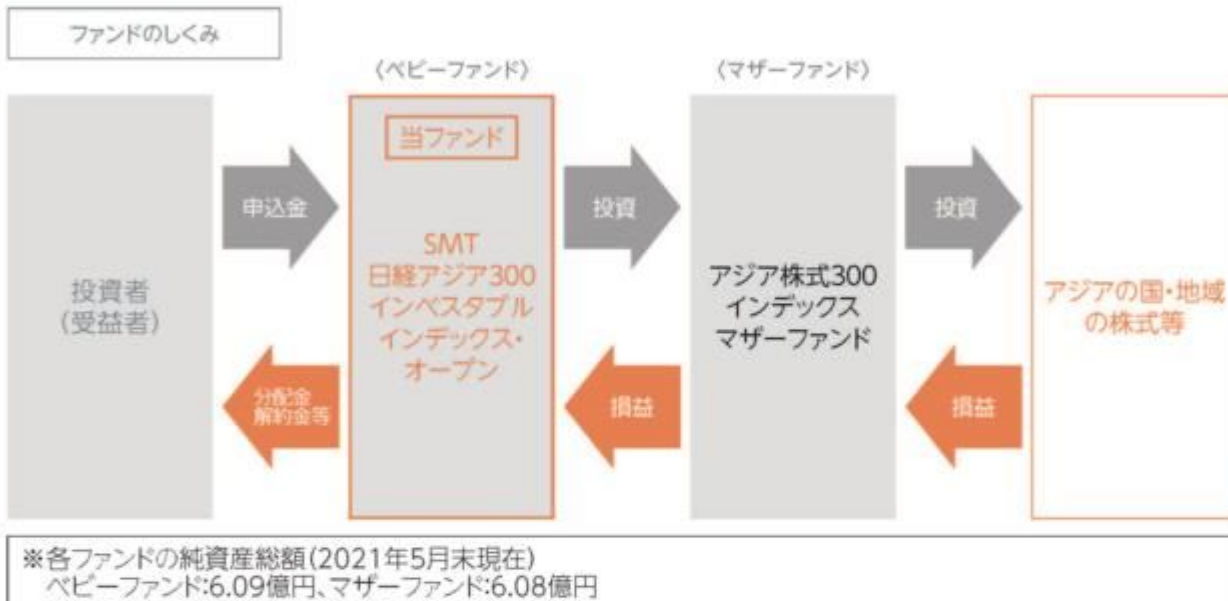 ファンドのしくみ
〈ベビーファンド〉
〈マザーファンド〉
投資者
(受益者)
申込金
分配金
解約金等
当ファンド
SMT
日経アジア300
インベスタブル
インデックス・
オープン
投資
損益
アジア株式300
インデックス
マザーファンド
投資
損益
アジアの国・地域
の株式等
※各ファンドの純資産総額(2021年5月末現在)
ベビーファンド:6.09億円、マザーファンド:6.08億円